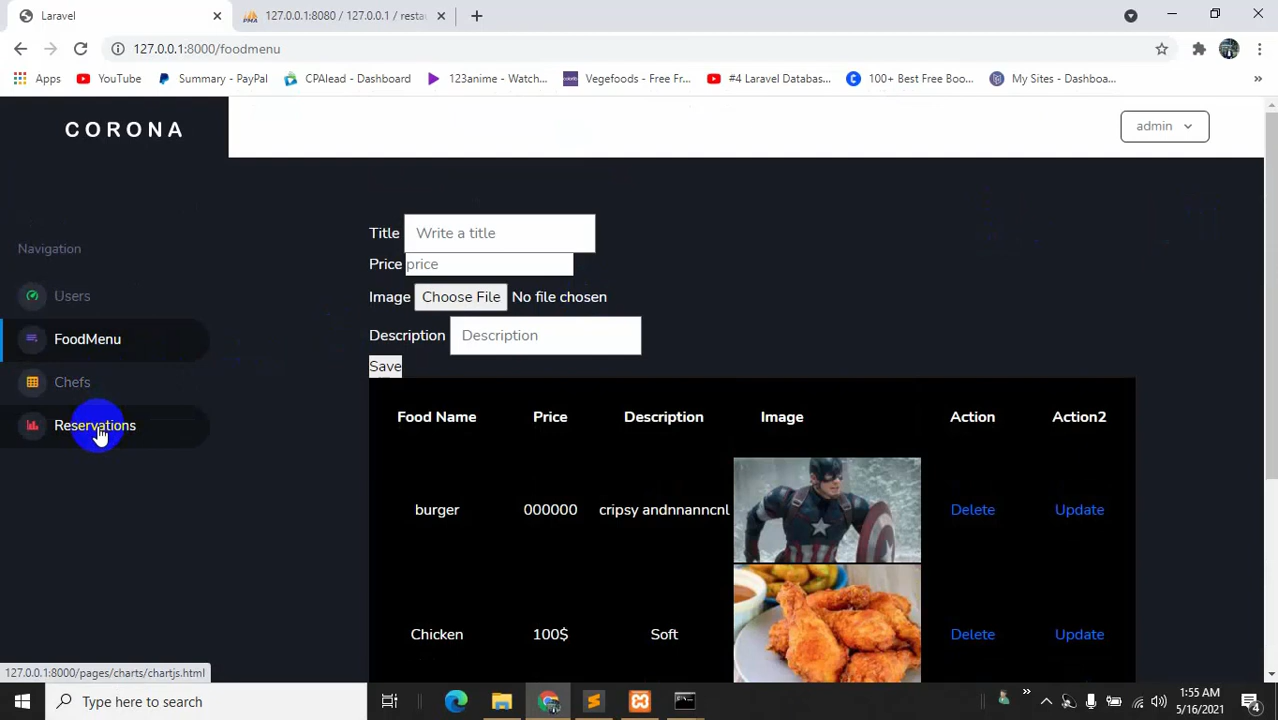 Laravel
127.0.0.1:8080 / 127.0.0.1 / restau
127.0.0.1:8000/foodmenu
Apps
YouTube
Summary - PayPal
CPAlead - Dashboard
123anime - Watch...
Vegefoods - Free Fr...
#4 Laravel Databas...
100+ Best Free Boo...
My Sites - Dashboa...
»
CORONA
admin
Navigation
Users
FoodMenu
Chefs
Reservations
Title Write a title
Price price
Image Choose File No file chosen
Description Description
Save
Food Name Price Description Image Action Action2
burger 000000 cripsy andnnanncnl Delete Update
Chicken 100$ Soft Delete Update
127.0.0.1:8000/pages/charts/chartjs.html
Type here to search
1:55 AM
5/16/2021
4